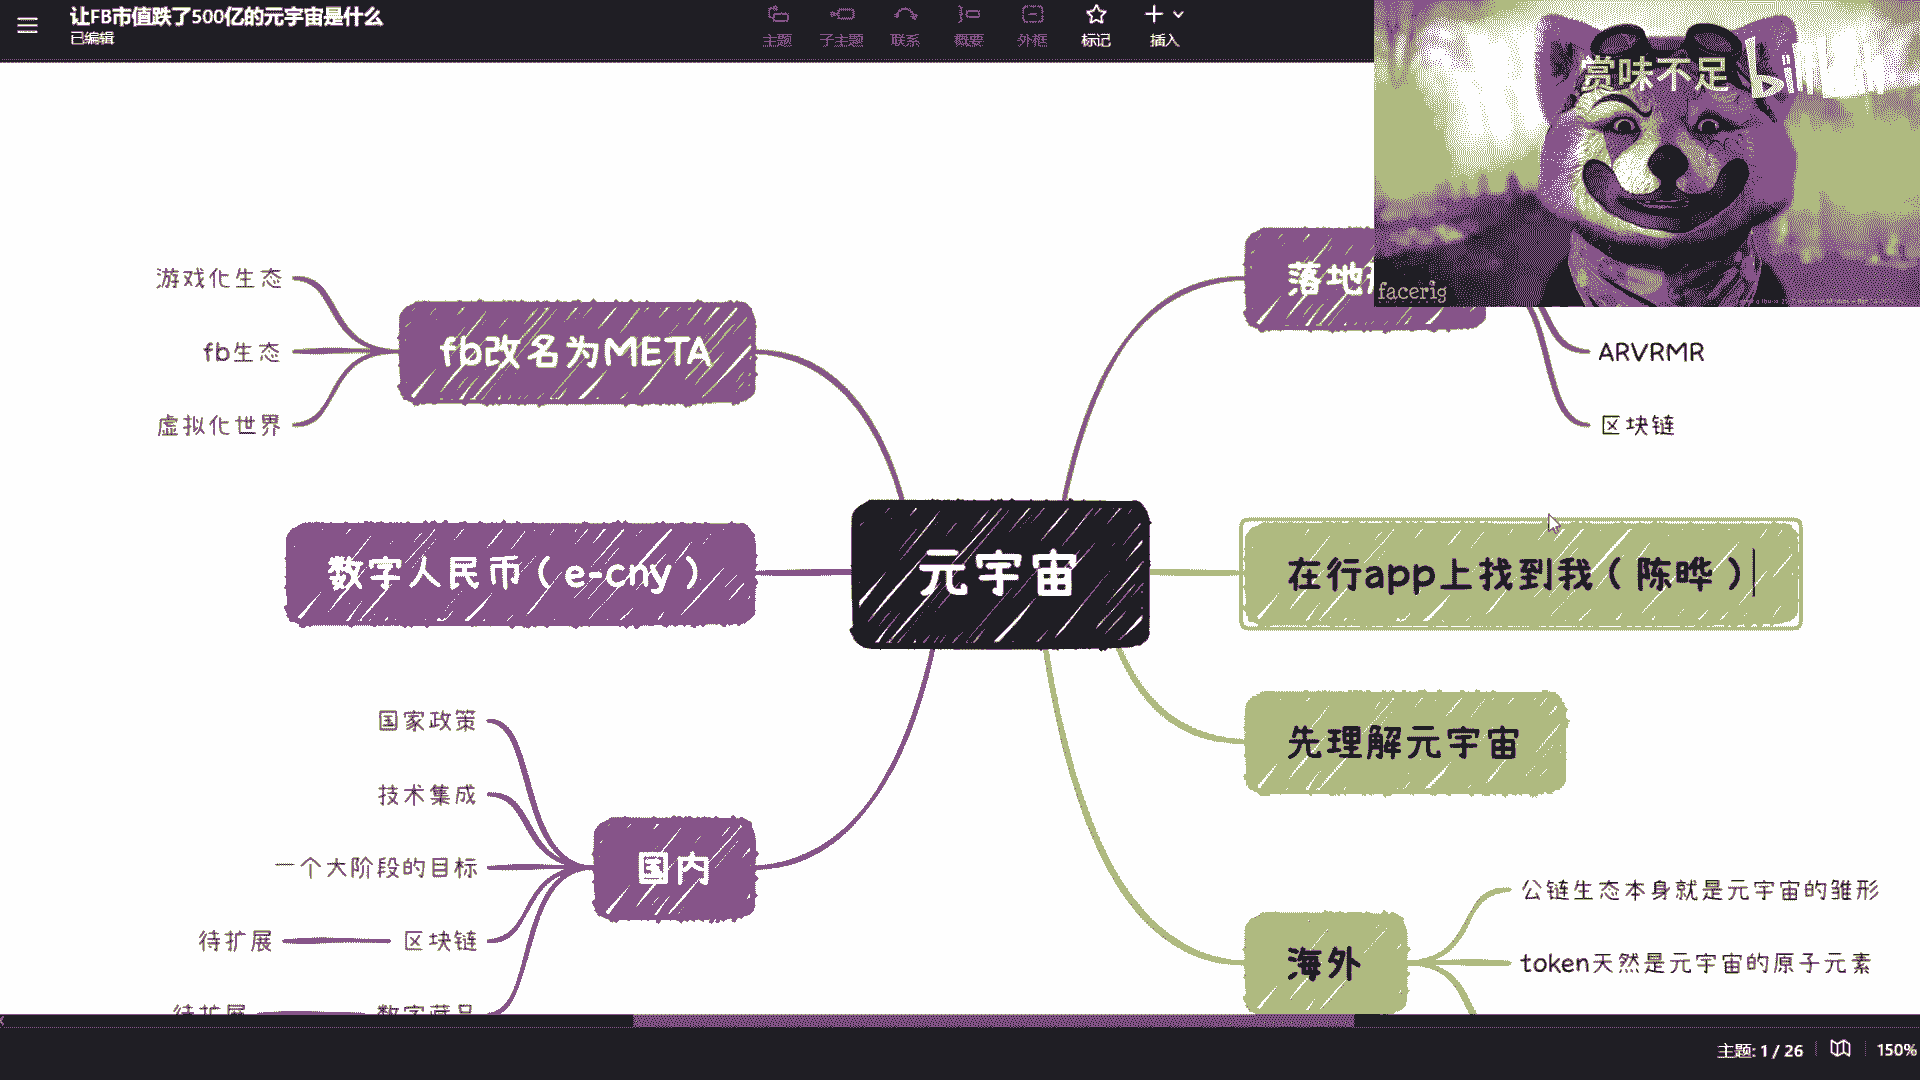 让FB市值跌了500亿的元宇宙是什么
已编辑
主题
子主题
联系
概要
外框
标记
插入
赏味不足
facerig
游戏化生态
fb生态
虚拟化世界
fb改名为META
落地
ARVRMR
区块链
数字人民币（e-cny）
元宇宙
在行app上找到我（陈晔）
先理解元宇宙
国家政策
技术集成
一个大阶段的目标
待扩展
区块链
待扩展
数字藏品
国内
海外
公链生态本身就是元宇宙的雏形
token天然是元宇宙的原子元素
主题: 1 / 26
150%